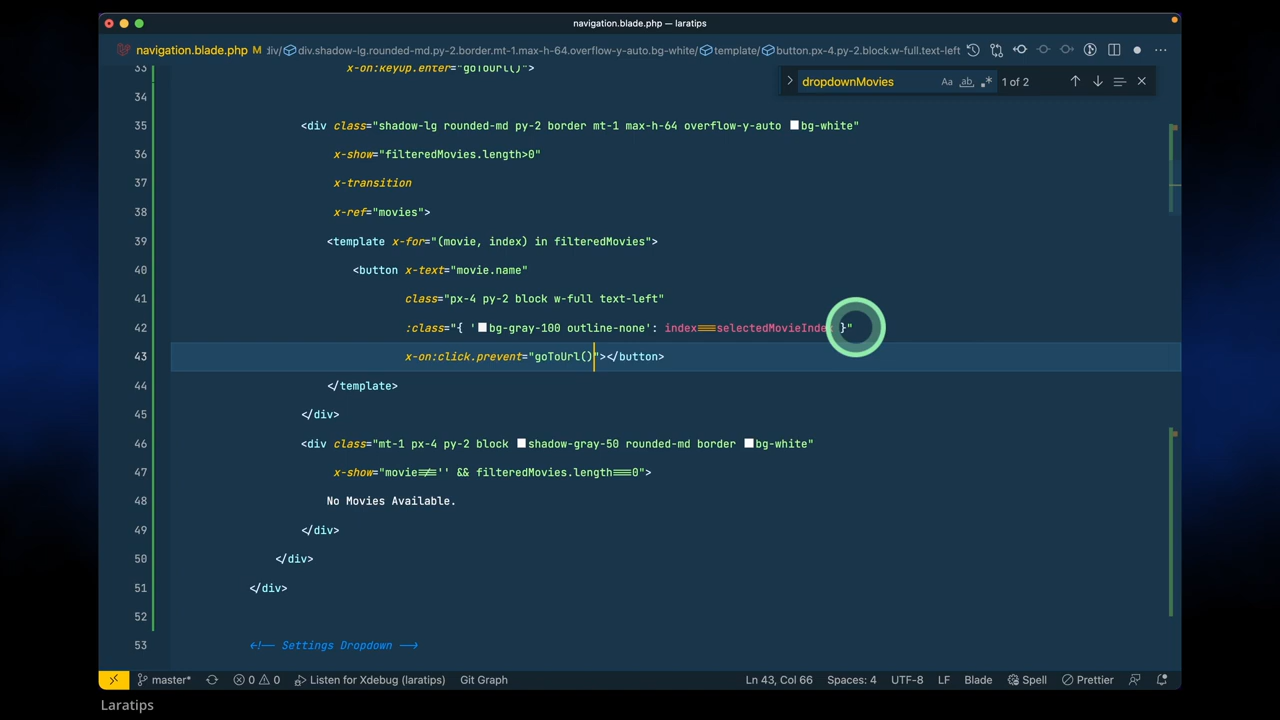 navigation.blade.php — laratips
navigation.blade.php M div/div.shadow-lg.rounded-md.py-2.border.mt-1.max-h-64.overflow-y-auto.bg-white/template/button.px-4.py-2.block.w-full.text-left
dropdownMovies Aa ab .* 1 of 2
33 x-on:keyup.enter="goToUrl()">
34
35 <div class="shadow-lg rounded-md py-2 border mt-1 max-h-64 overflow-y-auto bg-white"
36 x-show="filteredMovies.length>0"
37 x-transition
38 x-ref="movies">
39 <template x-for="(movie, index) in filteredMovies">
40 <button x-text="movie.name"
41 class="px-4 py-2 block w-full text-left"
42 :class="{ 'bg-gray-100 outline-none': index===selectedMovieIndex }"
43 x-on:click.prevent="goToUrl()"></button>
44 </template>
45 </div>
46 <div class="mt-1 px-4 py-2 block shadow-gray-50 rounded-md border bg-white"
47 x-show="movie!=='' && filteredMovies.length===0">
48 No Movies Available.
49 </div>
50 </div>
51 </div>
52
53 <!-- Settings Dropdown -->
master* 0 0 Listen for Xdebug (laratips) Git Graph Ln 43, Col 66 Spaces: 4 UTF-8 LF Blade Spell Prettier
Laratips